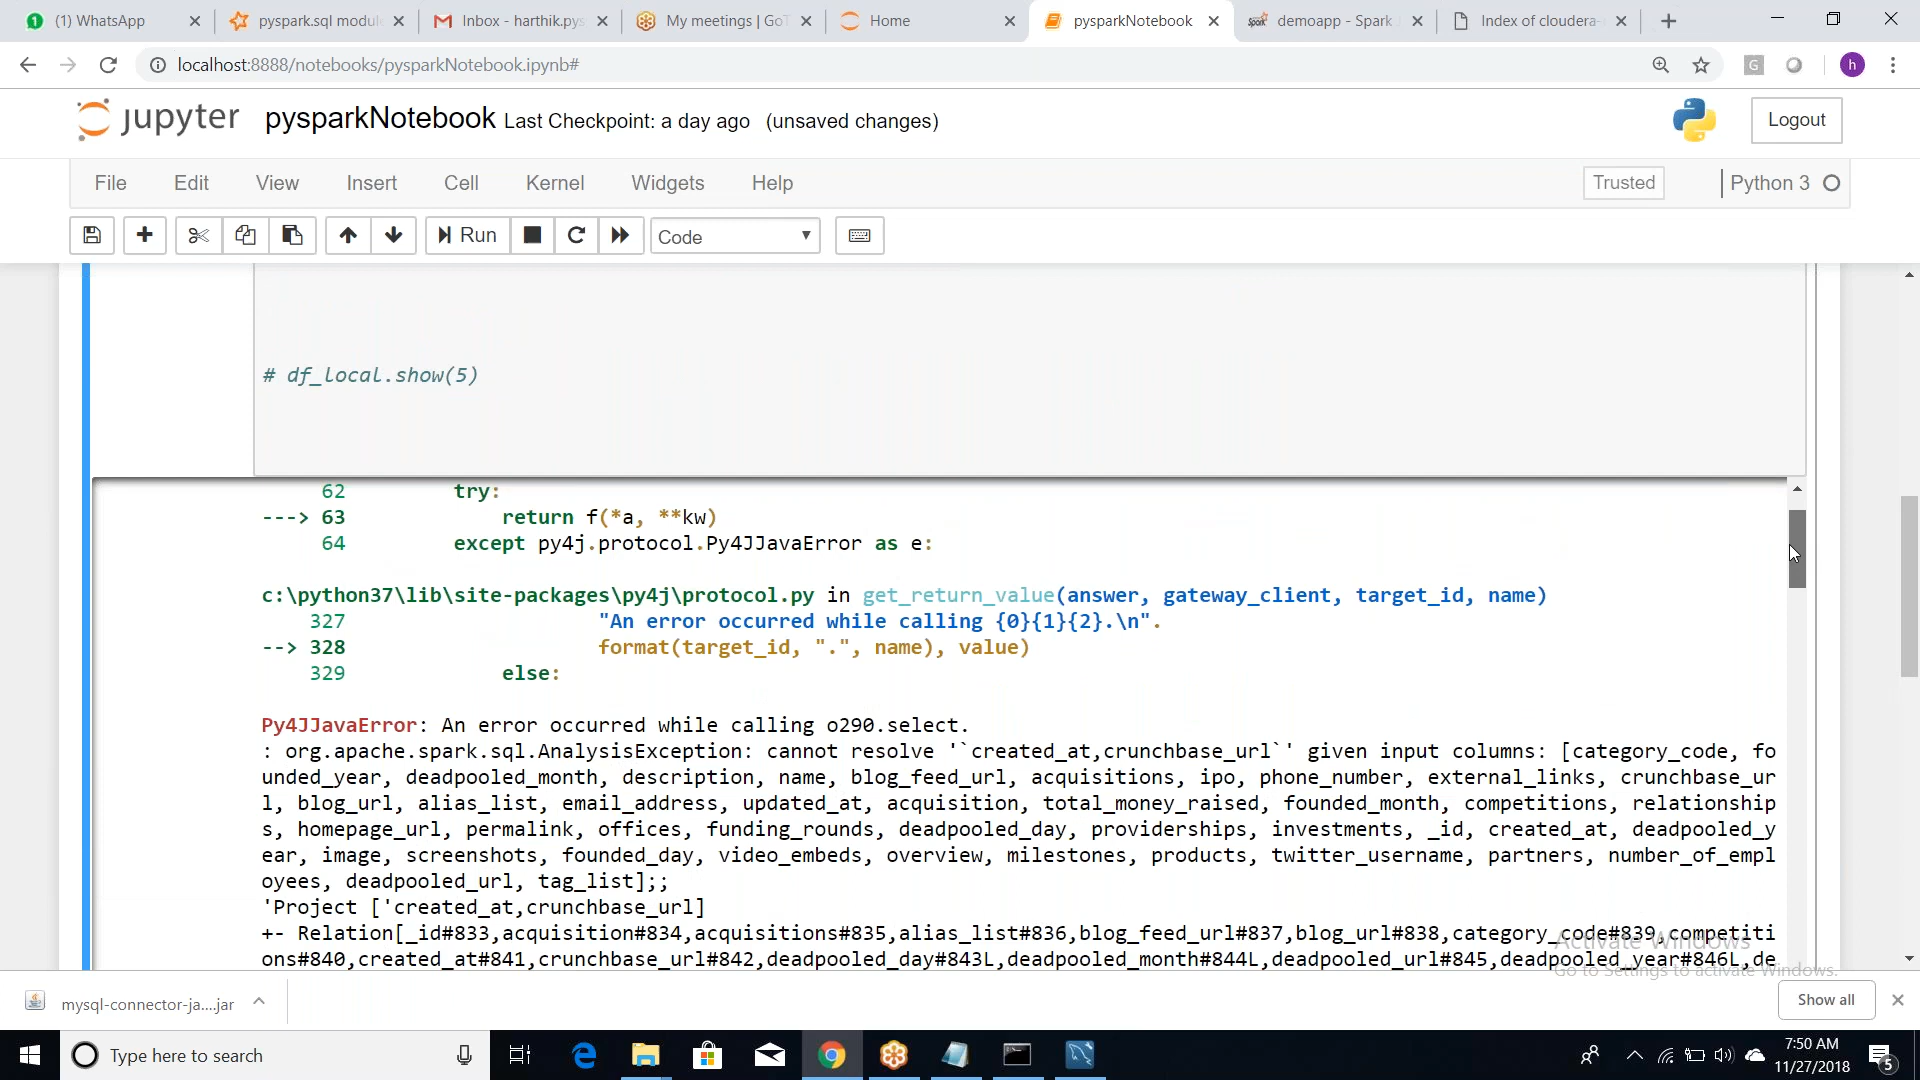 (1) WhatsApp
pyspark.sql modul
Inbox - harthik.pys
My meetings | GoT
Home
pysparkNotebook
demoapp - Spark
Index of cloudera-
localhost:8888/notebooks/pysparkNotebook.ipynb#
G
h
jupyter pysparkNotebook Last Checkpoint: a day ago (unsaved changes)
Logout
File Edit View Insert Cell Kernel Widgets Help
Trusted
Python 3
Run
Code
# df_local.show(5)
62 try:
---> 63 return f(*a, **kw)
64 except py4j.protocol.Py4JJavaError as e:
c:\python37\lib\site-packages\py4j\protocol.py in get_return_value(answer, gateway_client, target_id, name)
327 "An error occurred while calling {0}{1}{2}.\n".
--> 328 format(target_id, ".", name), value)
329 else:
Py4JJavaError: An error occurred while calling o290.select.
: org.apache.spark.sql.AnalysisException: cannot resolve '`created_at,crunchbase_url`' given input columns: [category_code, fo
unded_year, deadpooled_month, description, name, blog_feed_url, acquisitions, ipo, phone_number, external_links, crunchbase_ur
l, blog_url, alias_list, email_address, updated_at, acquisition, total_money_raised, founded_month, competitions, relationship
s, homepage_url, permalink, offices, funding_rounds, deadpooled_day, providerships, investments, _id, created_at, deadpooled_y
ear, image, screenshots, founded_day, video_embeds, overview, milestones, products, twitter_username, partners, number_of_empl
oyees, deadpooled_url, tag_list];;
'Project ['created_at,crunchbase_url]
+- Relation[_id#833,acquisition#834,acquisitions#835,alias_list#836,blog_feed_url#837,blog_url#838,category_code#839,competiti
ons#840,created_at#841,crunchbase_url#842,deadpooled_day#843L,deadpooled_month#844L,deadpooled_url#845,deadpooled_year#846L,de
Activate Windows
Go to Settings to activate Windows.
mysql-connector-ja....jar
Show all
Type here to search
7:50 AM
11/27/2018
5